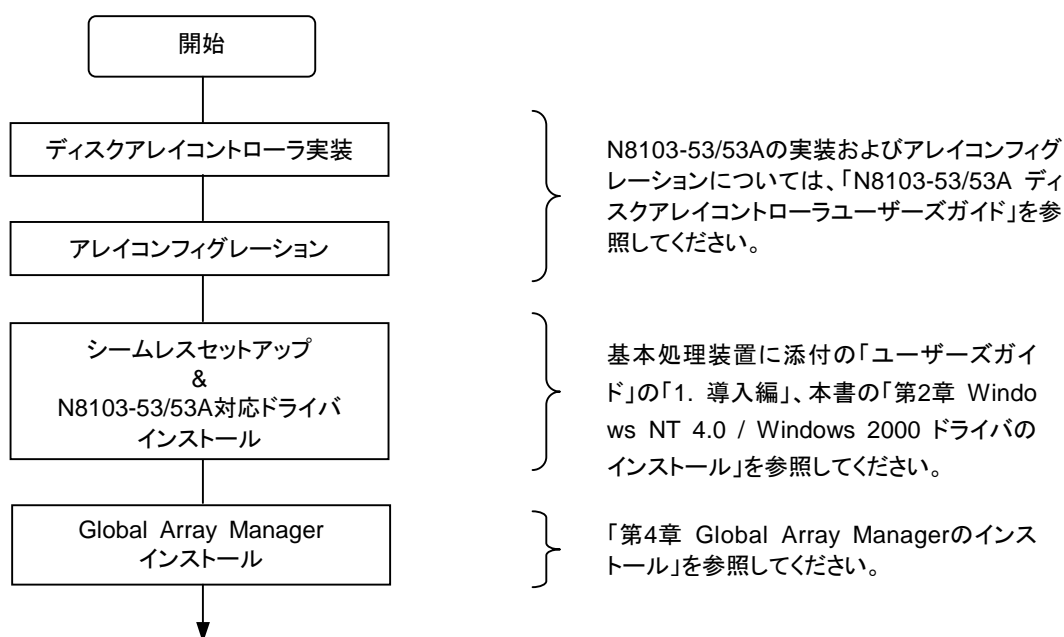 開始
ディスクアレイコントローラ実装
アレイコンフィグレーション
N8103-53/53Aの実装およびアレイコンフィグ
レーションについては、「N8103-53/53A ディ
スクアレイコントローラユーザーズガイド」を参
照してください。
シームレスセットアップ
&
N8103-53/53A対応ドライバ
インストール
基本処理装置に添付の「ユーザーズガイ
ド」の「1. 導入編」、本書の「第2章 Windo
ws NT 4.0 / Windows 2000 ドライバの
インストール」を参照してください。
Global Array Manager
インストール
「第4章 Global Array Managerのインス
トール」を参照してください。